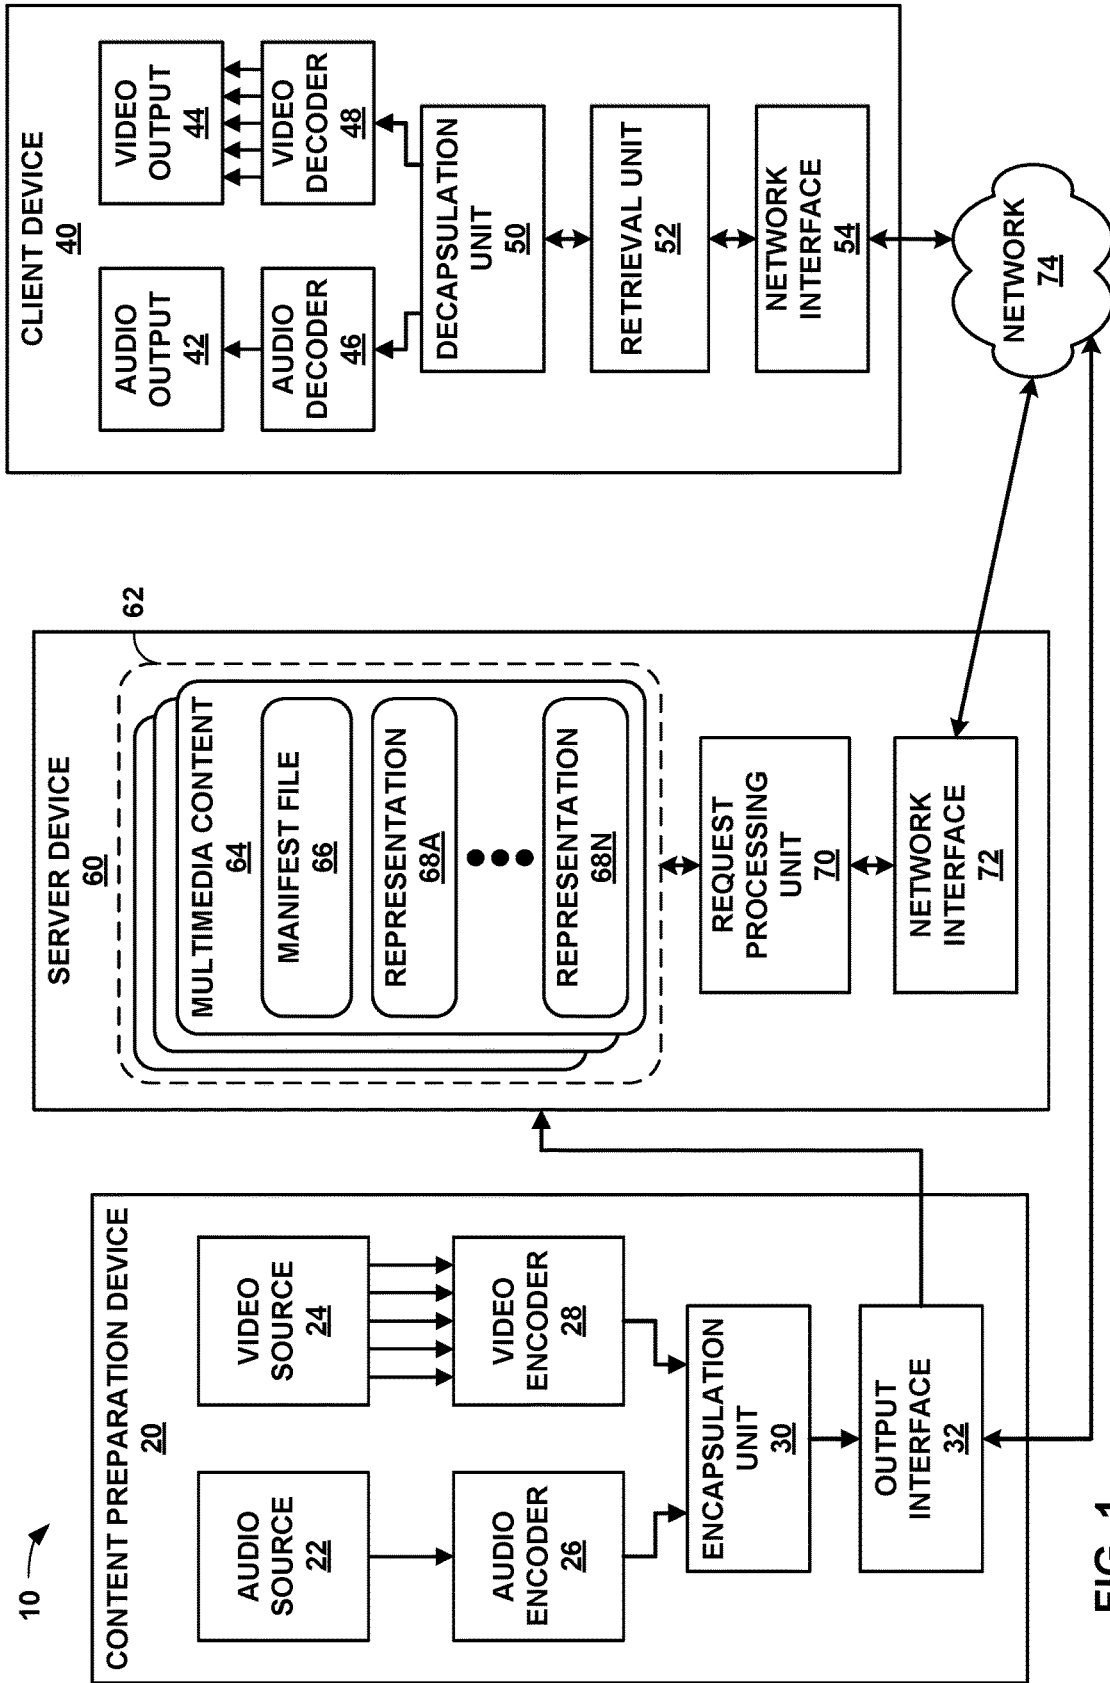 10
CONTENT PREPARATION DEVICE
20
AUDIO
SOURCE
22
VIDEO
SOURCE
24
AUDIO
ENCODER
26
VIDEO
ENCODER
28
ENCAPSULATION
UNIT
30
OUTPUT
INTERFACE
32
SERVER DEVICE
60
62
MULTIMEDIA CONTENT
64
MANIFEST FILE
66
REPRESENTATION
68A
REPRESENTATION
68N
REQUEST
PROCESSING
UNIT
70
NETWORK
INTERFACE
72
CLIENT DEVICE
40
AUDIO
OUTPUT
42
VIDEO
OUTPUT
44
AUDIO
DECODER
46
VIDEO
DECODER
48
DECAPSULATION
UNIT
50
RETRIEVAL UNIT
52
NETWORK
INTERFACE
54
NETWORK
74
FIG. 1